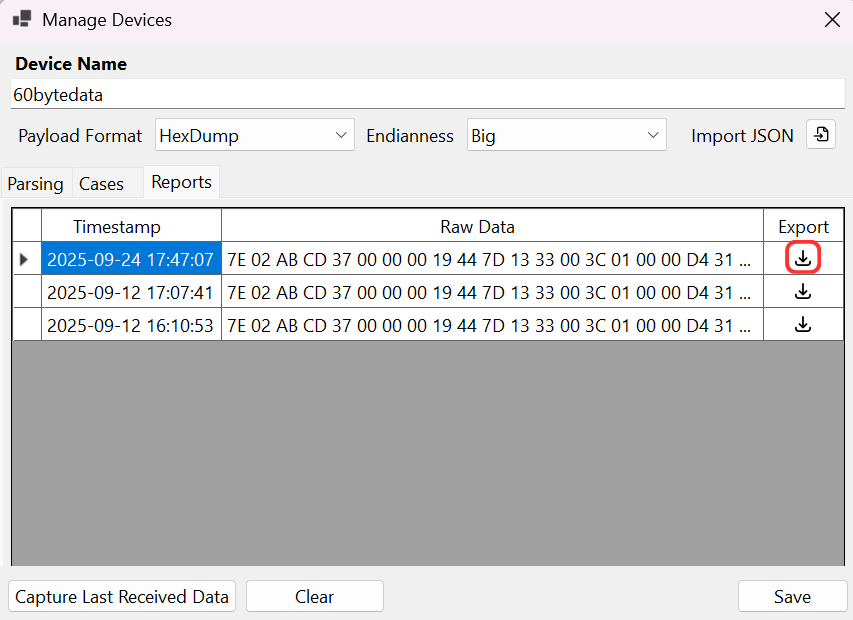 Manage Devices
Device Name
60bytedata
Payload Format HexDump Endianness Big Import JSON
Parsing Cases Reports
Timestamp Raw Data Export
2025-09-24 17:47:07 7E 02 AB CD 37 00 00 00 19 44 7D 13 33 00 3C 01 00 00 D4 31 ...
2025-09-12 17:07:41 7E 02 AB CD 37 00 00 00 19 44 7D 13 33 00 3C 01 00 00 D4 31 ...
2025-09-12 16:10:53 7E 02 AB CD 37 00 00 00 19 44 7D 13 33 00 3C 01 00 00 D4 31 ...
Capture Last Received Data Clear Save